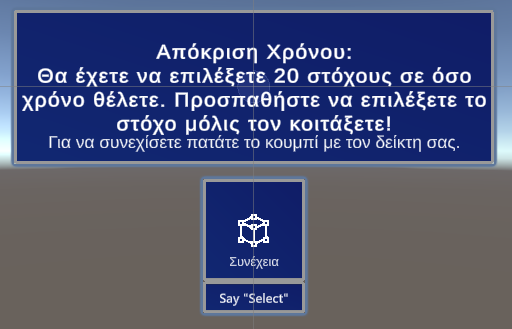 Απόκριση Χρόνου:
Θα έχετε να επιλέξετε 20 στόχους σε όσο
χρόνο θέλετε. Προσπαθήστε να επιλέξετε το
στόχο μόλις τον κοιτάξετε!
Για να συνεχίσετε πατάτε το κουμπί με τον δείκτη σας.
Συνέχεια
Say "Select"